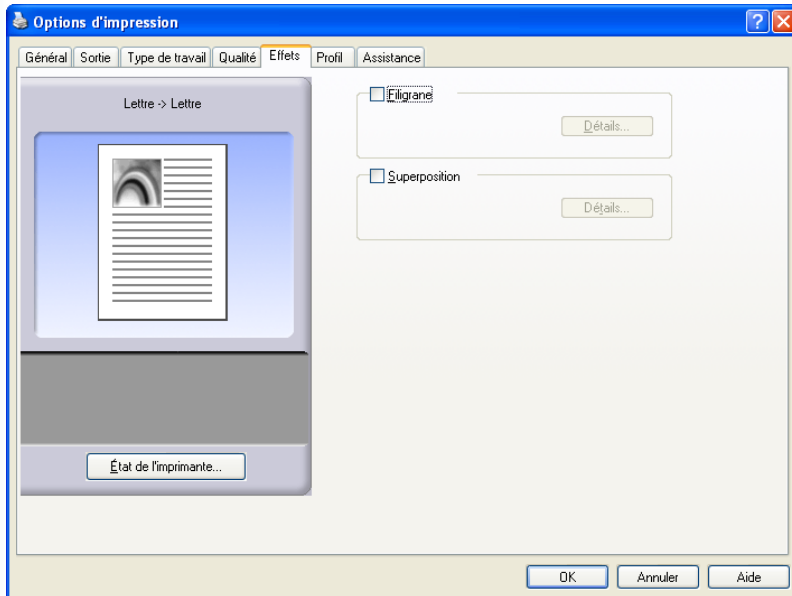 Options d'impression
Général Sortie Type de travail Qualité Effets Profil Assistance
Lettre -> Lettre
Filigrane
Détails...
Superposition
Détails...
État de l'imprimante...
OK Annuler Aide